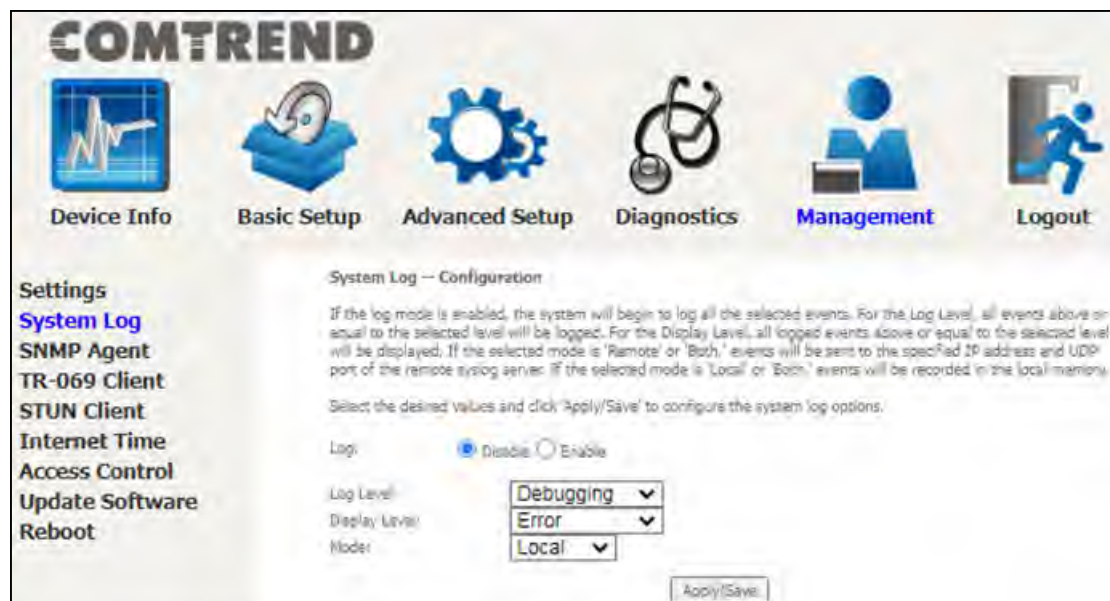 COMTREND
Device Info
Basic Setup
Advanced Setup
Diagnostics
Management
Logout
Settings
System Log
SNMP Agent
TR-069 Client
STUN Client
Internet Time
Access Control
Update Software
Reboot
System Log -- Configuration
If the log mode is enabled, the system will begin to log all the selected events. For the Log Level, all events above or
equal to the selected level will be logged. For the Display Level, all logged events above or equal to the selected level
will be displayed. If the selected mode is 'Remote' or 'Both,' events will be sent to the specified IP address and UDP
port of the remote syslog server. If the selected mode is 'Local' or 'Both,' events will be recorded in the local memory.
Select the desired values and click 'Apply/Save' to configure the system log options.
Log: Disable Enable
Log Level: Debugging
Display Level: Error
Mode: Local
Apply/Save